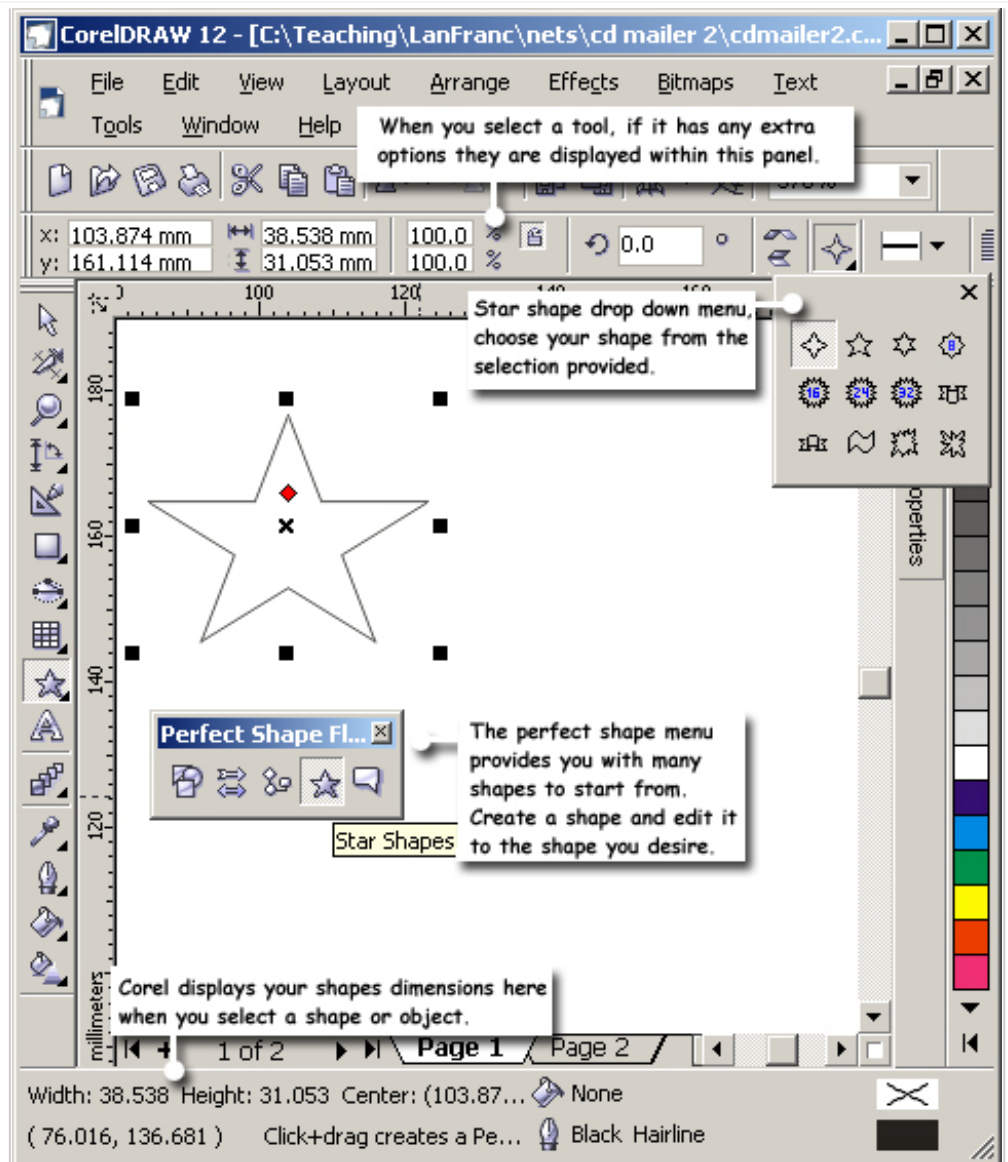 CorelDRAW 12 - [C:\Teaching\LanFranc\nets\cd mailer 2\cdmailer2.c...
File Edit View Layout Arrange Effects Bitmaps Text
Tools Window Help
When you select a tool, if it has any extra
options they are displayed within this panel.
x: 103.874 mm 38.538 mm 100.0 % 0.0 °
y: 161.114 mm 31.053 mm 100.0 %
100 120
Star shape drop down menu,
choose your shape from the
selection provided.
8
16 24 32
180
160
140
120
millimeters
operties
Perfect Shape Fl...
Star Shapes
The perfect shape menu
provides you with many
shapes to start from.
Create a shape and edit it
to the shape you desire.
Corel displays your shapes dimensions here
when you select a shape or object.
1 of 2 Page 1 Page 2
Width: 38.538 Height: 31.053 Center: (103.87... None
( 76.016, 136.681 ) Click+drag creates a Pe... Black Hairline